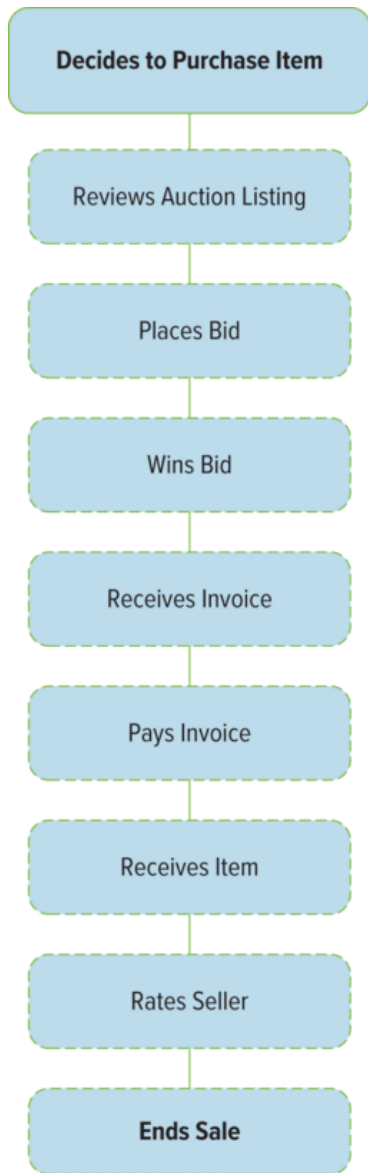 Decides to Purchase Item
Reviews Auction Listing
Places Bid
Wins Bid
Receives Invoice
Pays Invoice
Receives Item
Rates Seller
Ends Sale